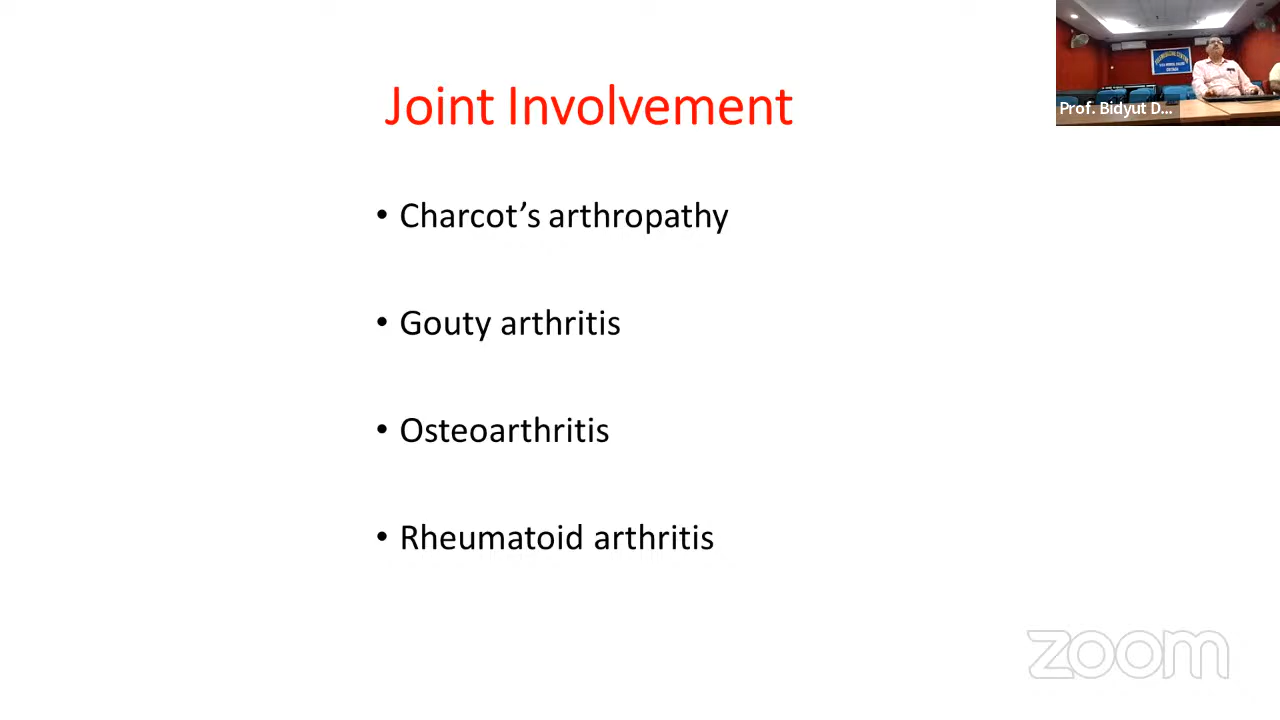 Joint Involvement
• Charcot’s arthropathy
• Gouty arthritis
• Osteoarthritis
• Rheumatoid arthritis
Prof. Bidyut D...
zoom